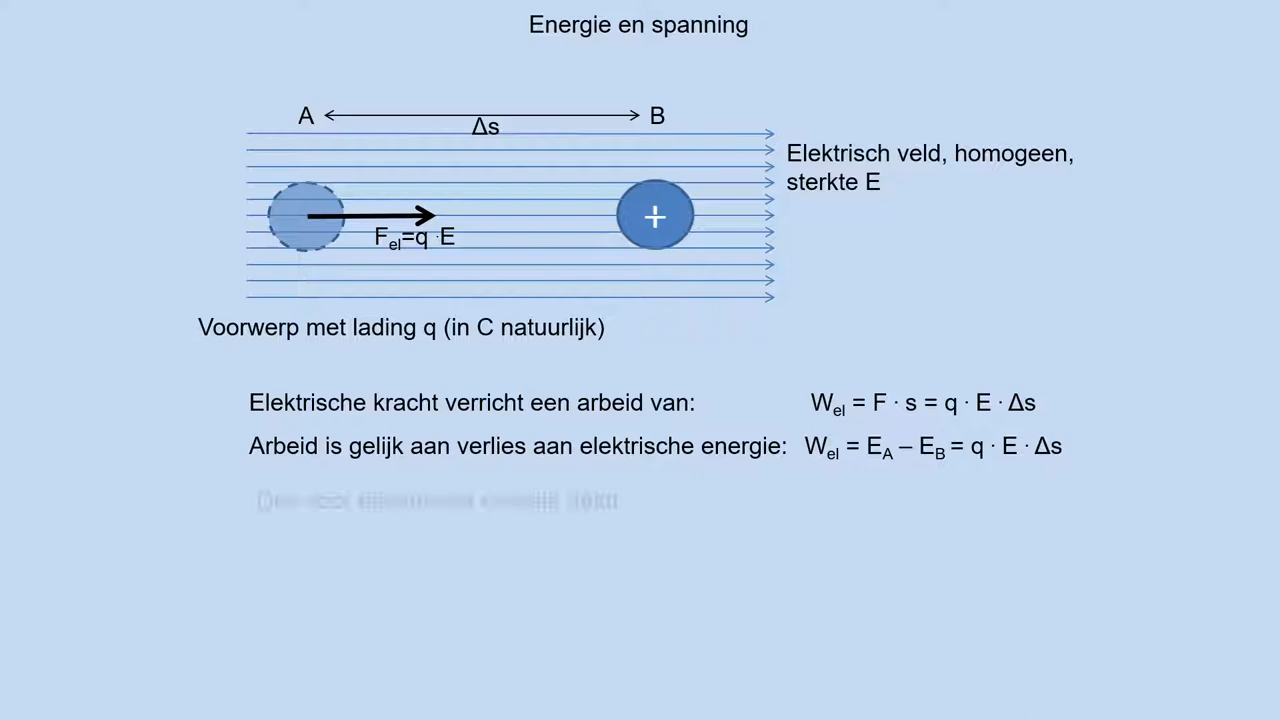 Energie en spanning
A
B
Δs
Elektrisch veld, homogeen,
sterkte E
+
Fel=q ·E
Voorwerp met lading q (in C natuurlijk)
Elektrische kracht verricht een arbeid van: Wel = F · s = q · E · Δs
Arbeid is gelijk aan verlies aan elektrische energie: Wel = EA – EB = q · E · Δs